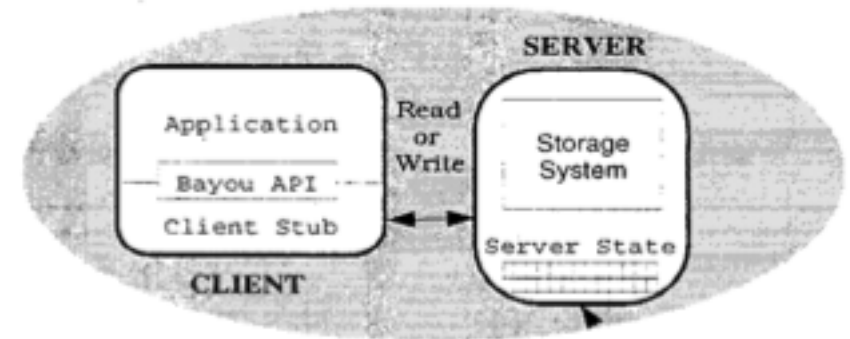 SERVER
Application
Bayou API
Client Stub
CLIENT
Read
or
Write
Storage
System
Server State